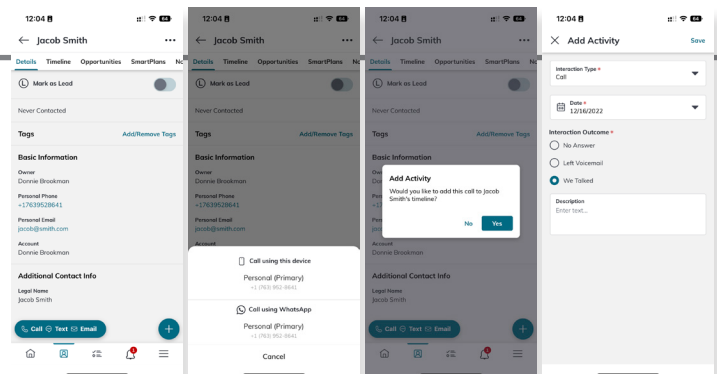 12:04
64
Jacob Smith
Details Timeline Opportunities SmartPlans No
L Mark as Lead
Never Contacted
Tags Add/Remove Tags
Basic Information
Owner
Donnie Brookman
Personal Phone
+17639528641
Personal Email
jacob@smith.com
Account
Donnie Brookman
Additional Contact Info
Legal Name
Jacob Smith
Call Text Email
12:04
64
Jacob Smith
Details Timeline Opportunities SmartPlans No
L Mark as Lead
Never Contacted
Tags Add/Remove Tags
Basic Information
Owner
Donnie Brookman
Personal Phone
+17639528641
Personal Email
jacob@smith.com
Account
Call using this device
Personal (Primary)
+1 (763) 952-8641
Call using WhatsApp
Personal (Primary)
+1 (763) 952-8641
Cancel
12:04
64
Jacob Smith
Details Timeline Opportunities SmartPlans No
L Mark as Lead
Never Contacted
Tags Add/Remove Tags
Basic Information
Add Activity
Would you like to add this call to Jacob
Smith's timeline?
No Yes
Account
Donnie Brookman
Additional Contact Info
Legal Name
Jacob Smith
Call Text Email
12:04
64
Add Activity Save
Interaction Type *
Call
Date *
12/16/2022
Interaction Outcome *
No Answer
Left Voicemail
We Talked
Description
Enter text...